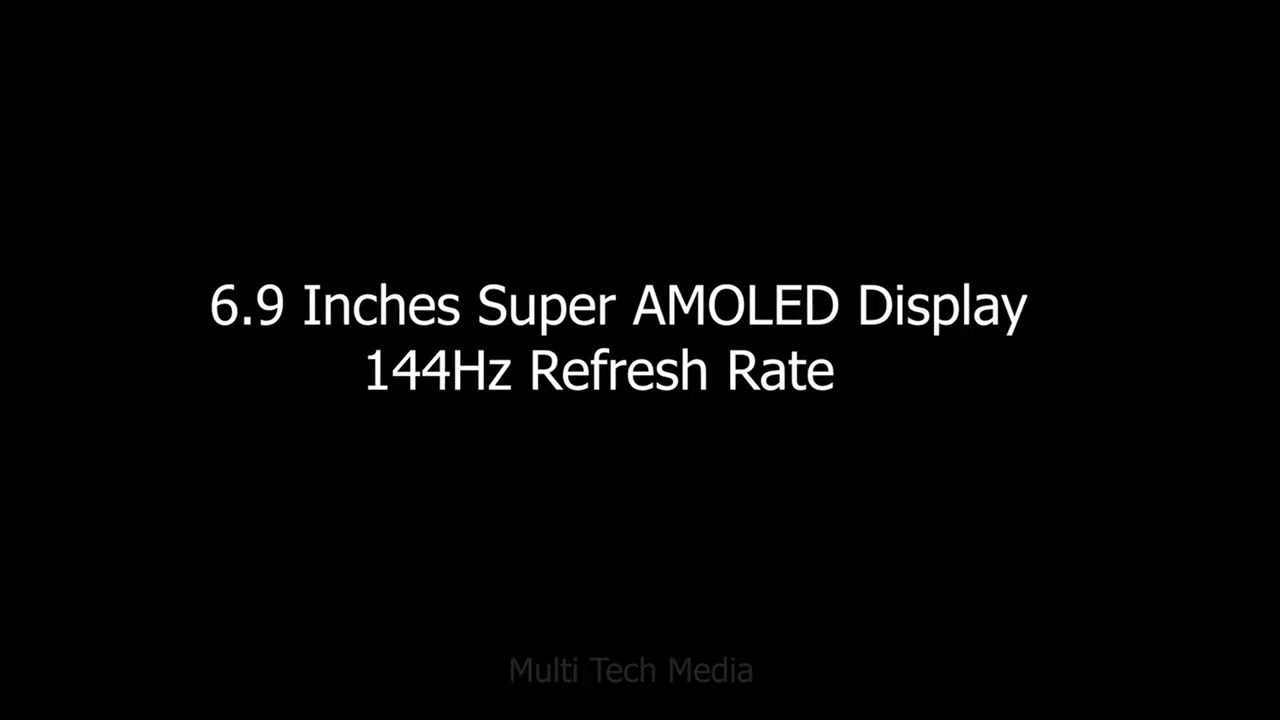 6.9 Inches Super AMOLED Display
144Hz Refresh Rate
Multi Tech Media